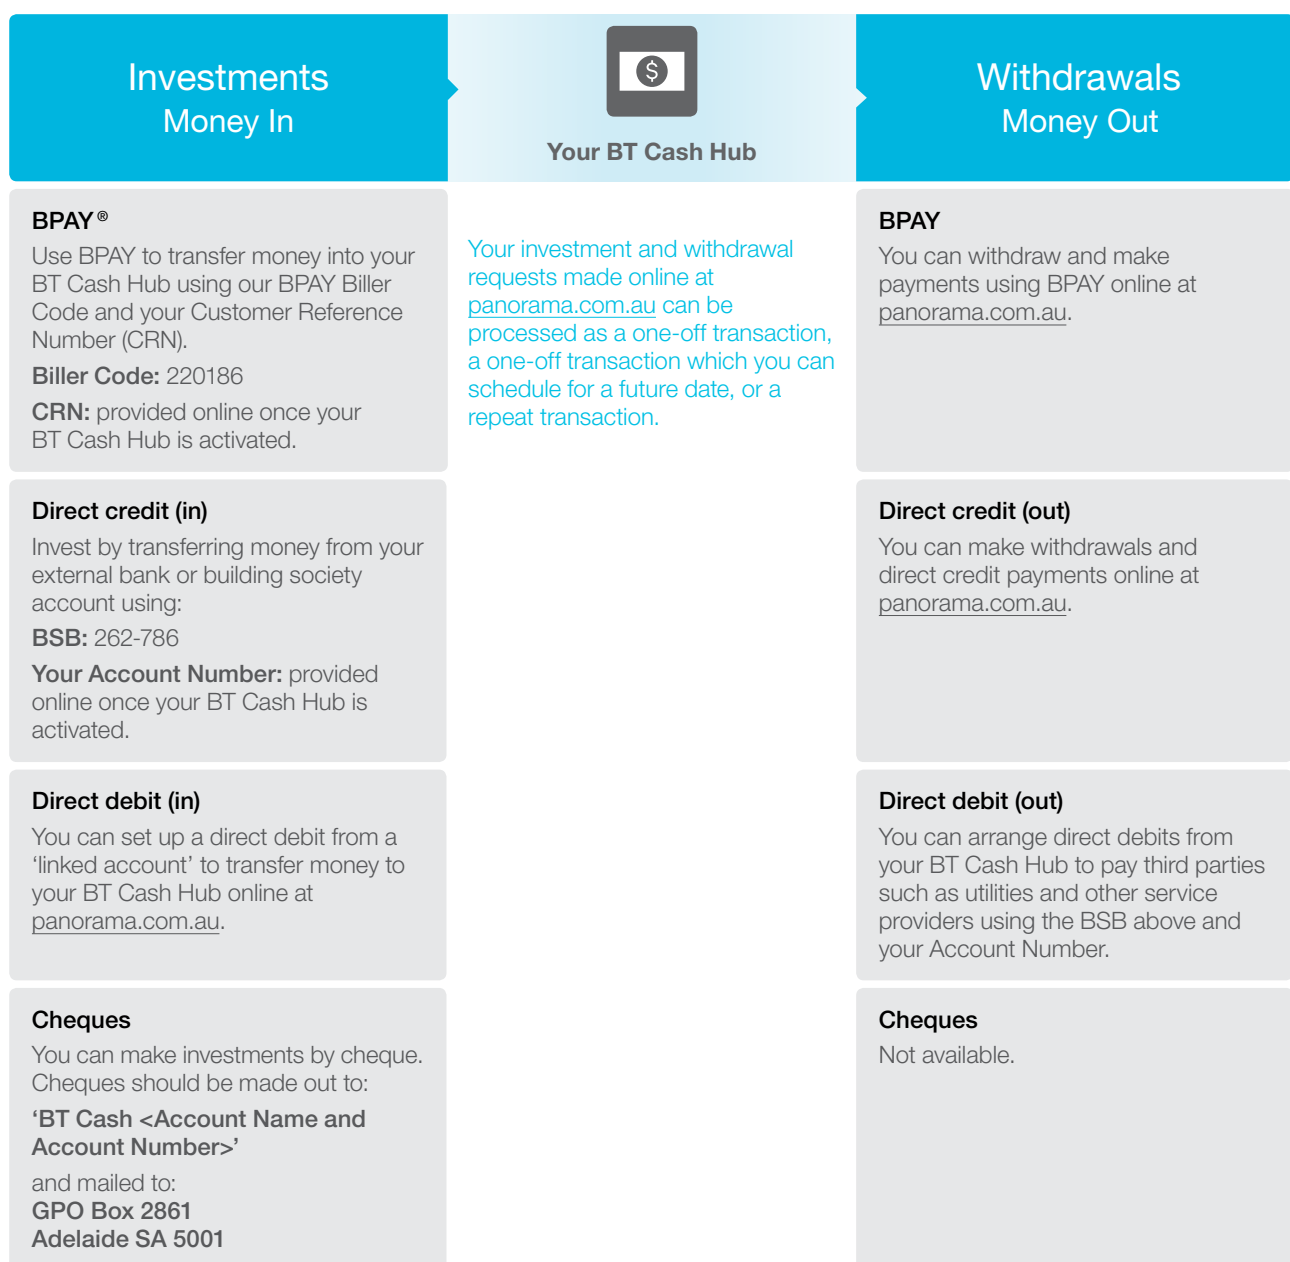 Investments
Money In
$
Your BT Cash Hub
Withdrawals
Money Out
BPAY®
Use BPAY to transfer money into your
BT Cash Hub using our BPAY Biller
Code and your Customer Reference
Number (CRN).
Biller Code: 220186
CRN: provided online once your
BT Cash Hub is activated.
Your investment and withdrawal
requests made online at
panorama.com.au can be
processed as a one-off transaction,
a one-off transaction which you can
schedule for a future date, or a
repeat transaction.
BPAY
You can withdraw and make
payments using BPAY online at
panorama.com.au.
Direct credit (in)
Invest by transferring money from your
external bank or building society
account using:
BSB: 262-786
Your Account Number: provided
online once your BT Cash Hub is
activated.
Direct credit (out)
You can make withdrawals and
direct credit payments online at
panorama.com.au.
Direct debit (in)
You can set up a direct debit from a
‘linked account’ to transfer money to
your BT Cash Hub online at
panorama.com.au.
Direct debit (out)
You can arrange direct debits from
your BT Cash Hub to pay third parties
such as utilities and other service
providers using the BSB above and
your Account Number.
Cheques
You can make investments by cheque.
Cheques should be made out to:
‘BT Cash <Account Name and
Account Number>’
and mailed to:
GPO Box 2861
Adelaide SA 5001
Cheques
Not available.